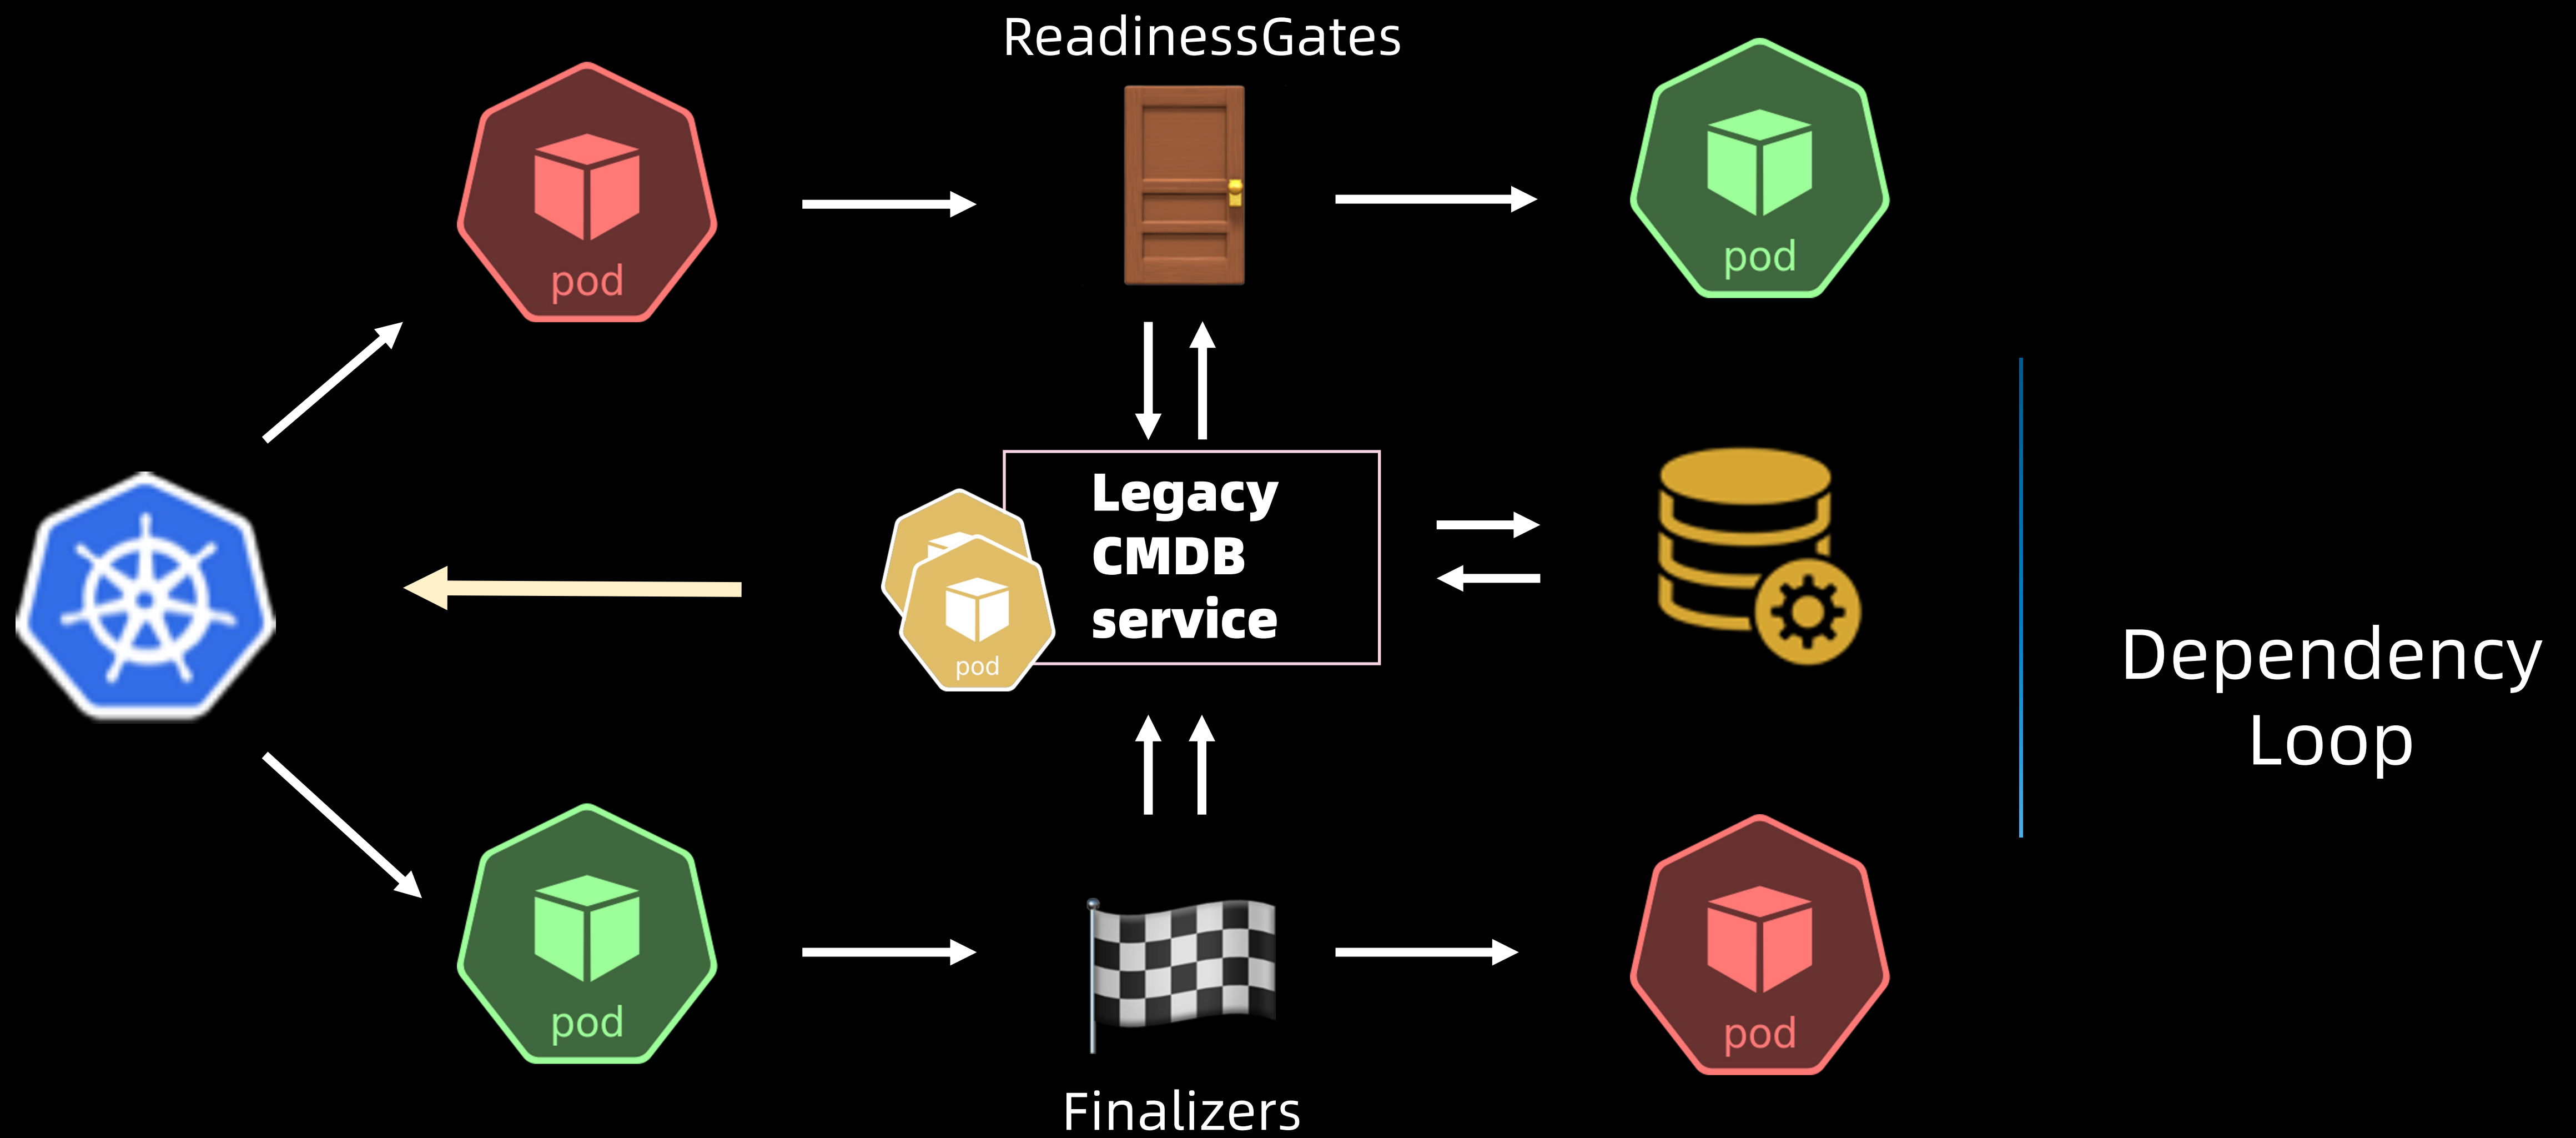 ReadinessGates
pod
pod
Legacy
CMDB
service
pod
Dependency
Loop
pod
pod
Finalizers